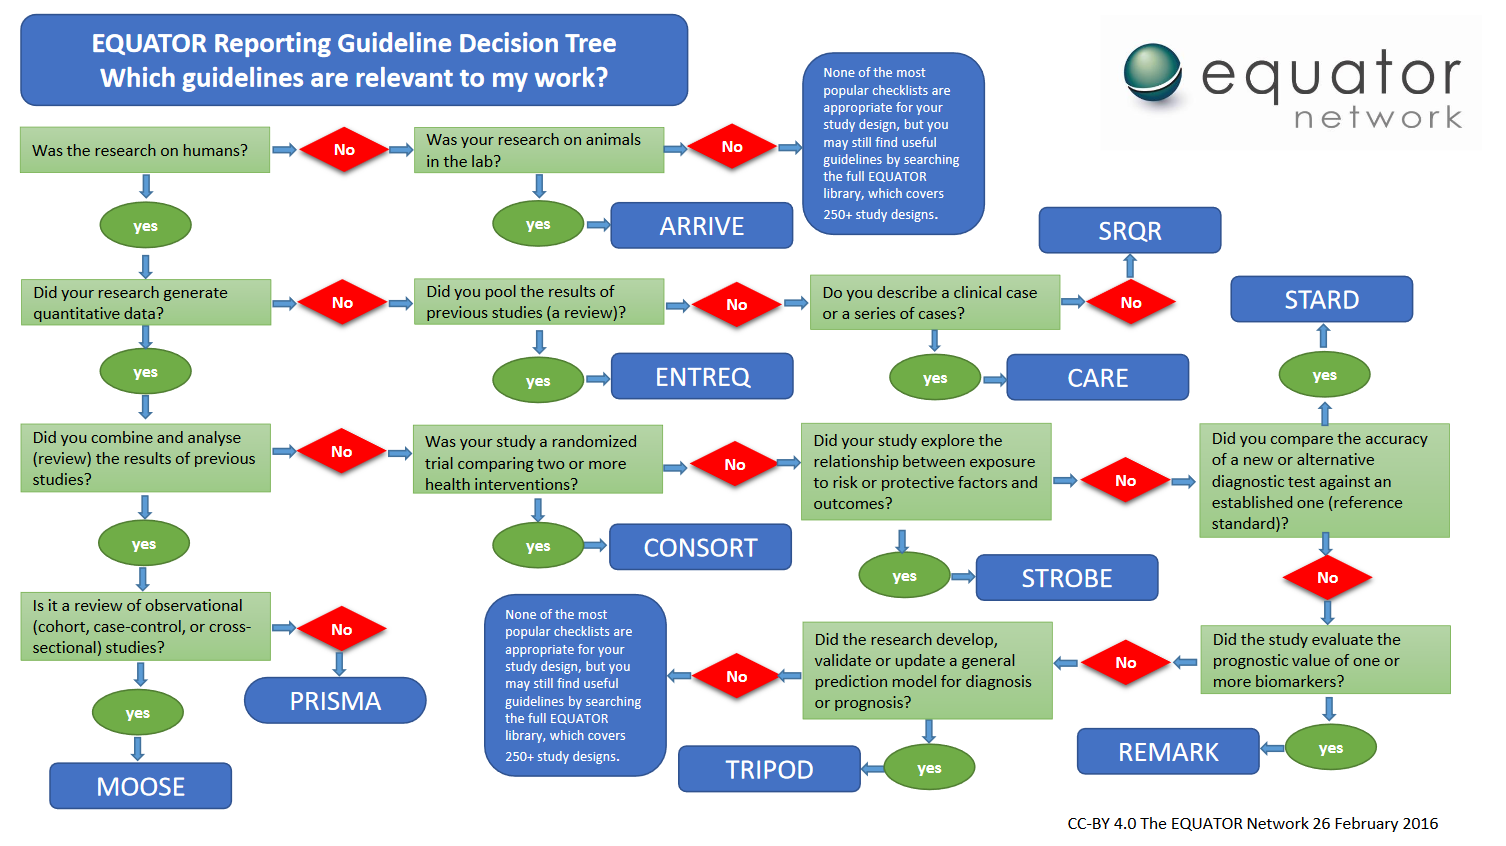 EQUATOR Reporting Guideline Decision Tree
Which guidelines are relevant to my work?
equator
network
None of the most
popular checklists are
appropriate for your
study design, but you
may still find useful
guidelines by searching
the full EQUATOR
library, which covers
250+ study designs.
Was the research on humans?
No
Was your research on animals
in the lab?
No
yes
yes
ARRIVE
SRQR
Did your research generate
quantitative data?
No
Did you pool the results of
previous studies (a review)?
No
Do you describe a clinical case
or a series of cases?
No
STARD
yes
yes
ENTREQ
yes
CARE
yes
Did you combine and analyse
(review) the results of previous
studies?
No
Was your study a randomized
trial comparing two or more
health interventions?
No
Did your study explore the
relationship between exposure
to risk or protective factors and
outcomes?
No
Did you compare the accuracy
of a new or alternative
diagnostic test against an
established one (reference
standard)?
yes
yes
CONSORT
yes
STROBE
No
Is it a review of observational
(cohort, case-control, or cross-
sectional) studies?
No
PRISMA
yes
MOOSE
None of the most
popular checklists are
appropriate for your
study design, but you
may still find useful
guidelines by searching
the full EQUATOR
library, which covers
250+ study designs.
No
Did the research develop,
validate or update a general
prediction model for diagnosis
or prognosis?
No
Did the study evaluate the
prognostic value of one or
more biomarkers?
TRIPOD
yes
REMARK
yes
CC-BY 4.0 The EQUATOR Network 26 February 2016